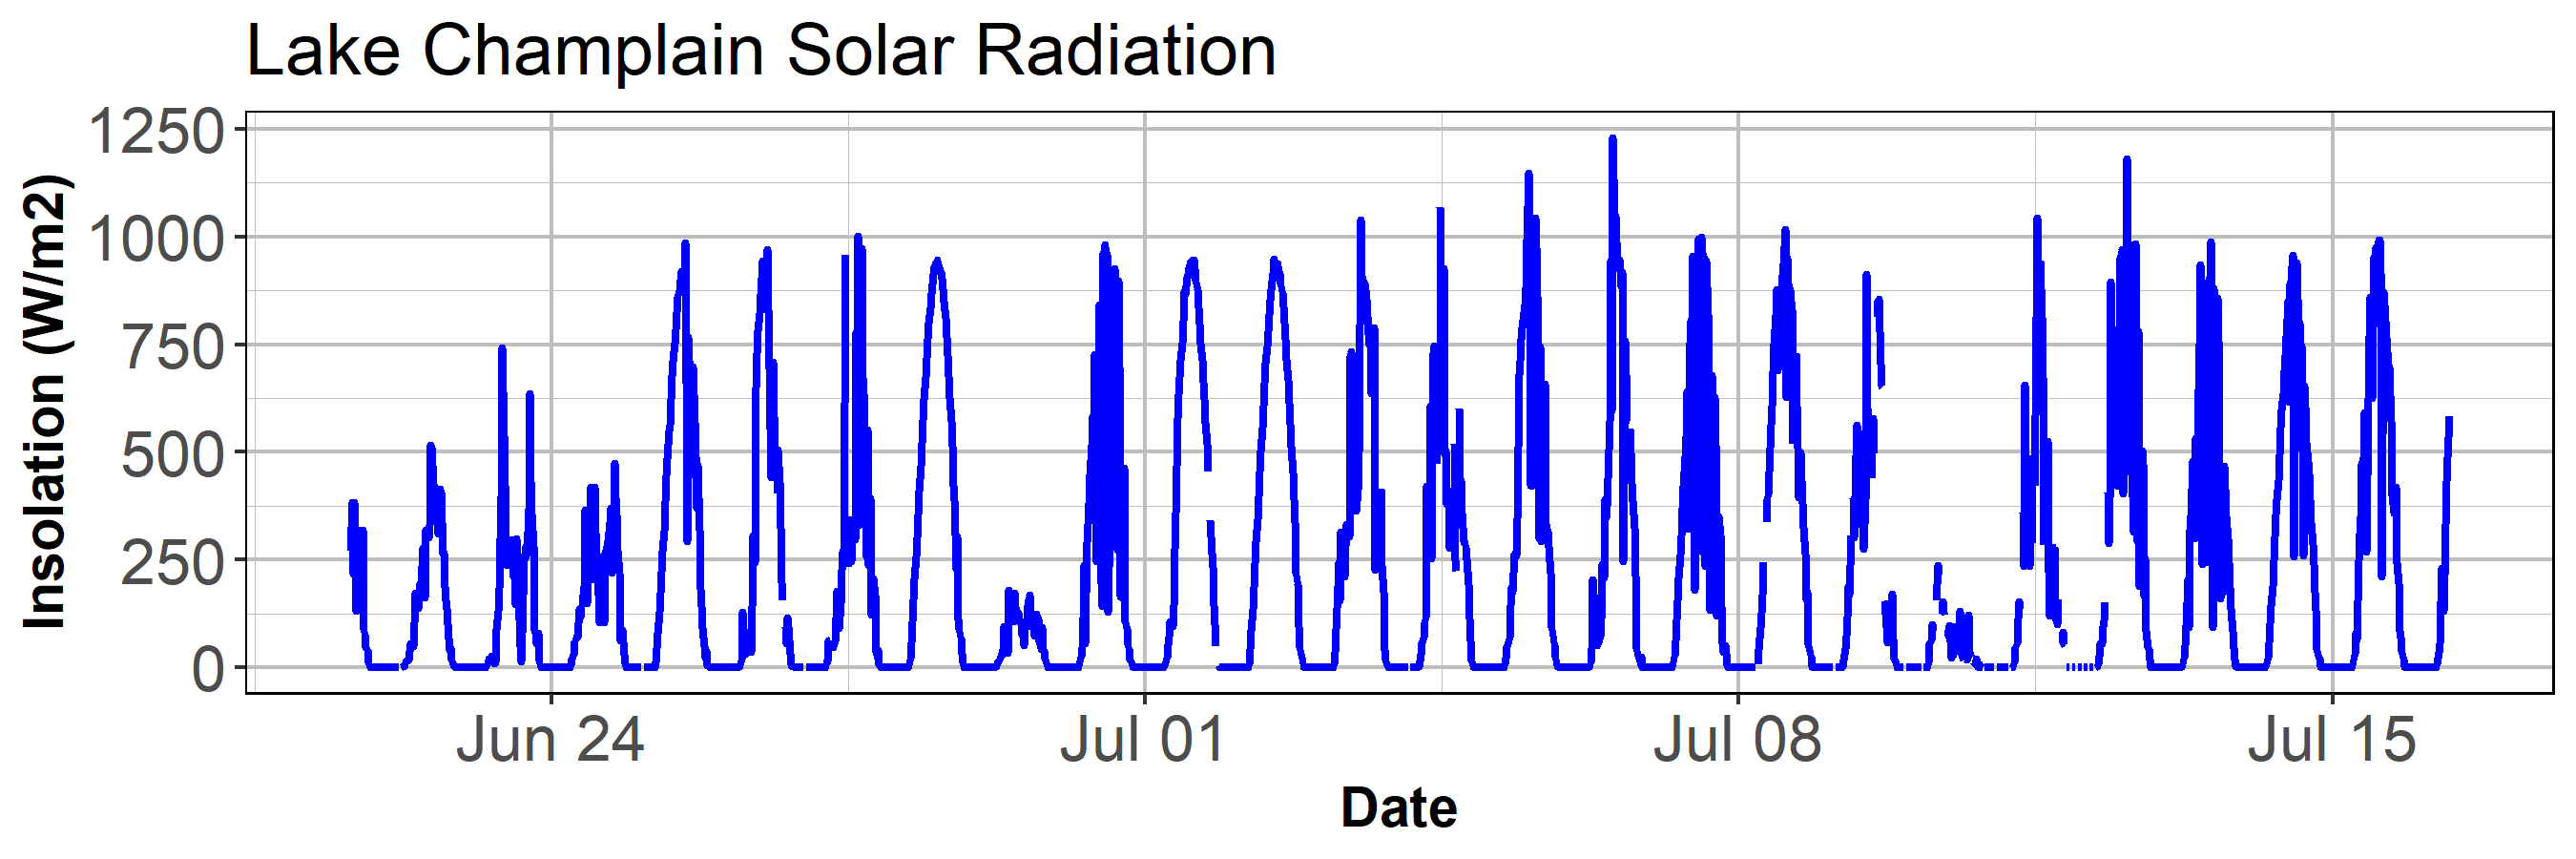 Lake Champlain Solar Radiation
1250
1000
750
500
250
0
Insolation (W/m2)
Jun 24
Jul 01
Jul 08
Jul 15
Date